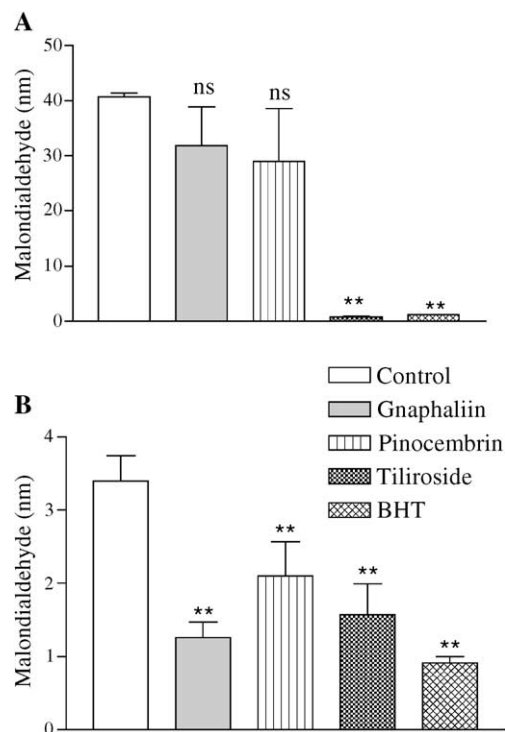 A
Malondialdehyde (nm)
50
40
30
20
10
0
ns
ns
**
**
Control
Gnaphaliin
Pinocembrin
Tiliroside
BHT
B
Malondialdehyde (nm)
4
3
2
1
0
**
**
**
**